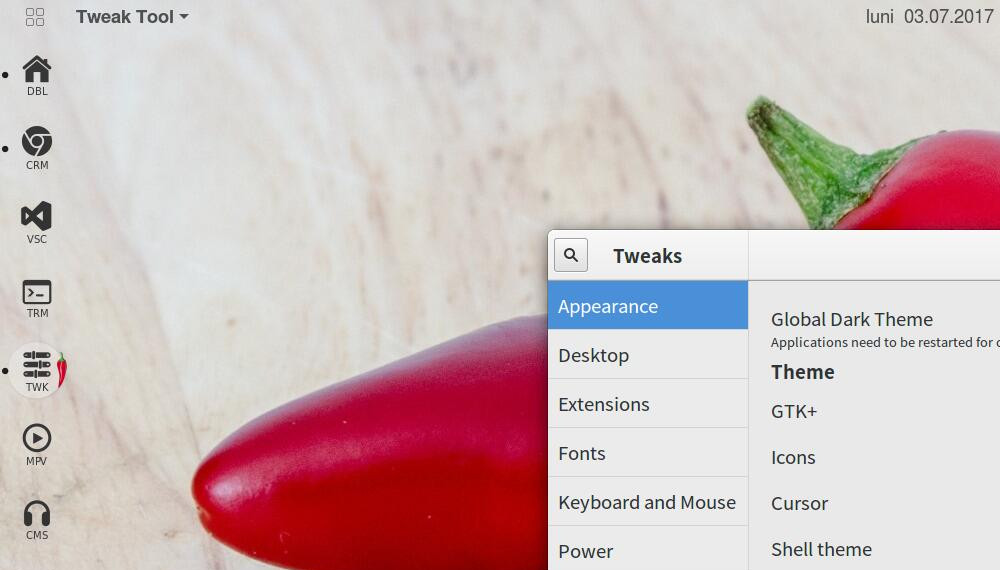 Tweak Tool
luni 03.07.2017
DBL
CRM
VSC
TRM
TWK
MPV
CMS
Tweaks
Appearance
Desktop
Extensions
Fonts
Keyboard and Mouse
Power
Global Dark Theme
Applications need to be restarted for
Theme
GTK+
Icons
Cursor
Shell theme